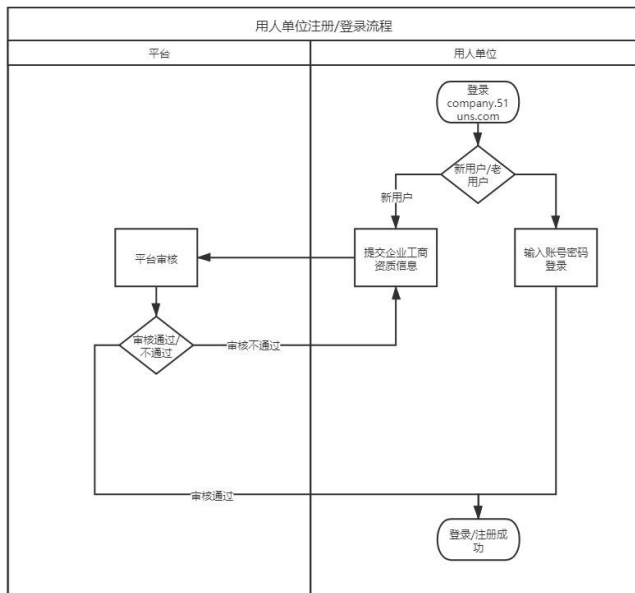 用人单位注册/登录流程
平台
用人单位
登录
company.51
uns.com
新用户/老
用户
新用户
提交企业工商
资质信息
输入账号密码
登录
平台审核
审核通过/
不通过
审核不通过
审核通过
登录/注册成
功